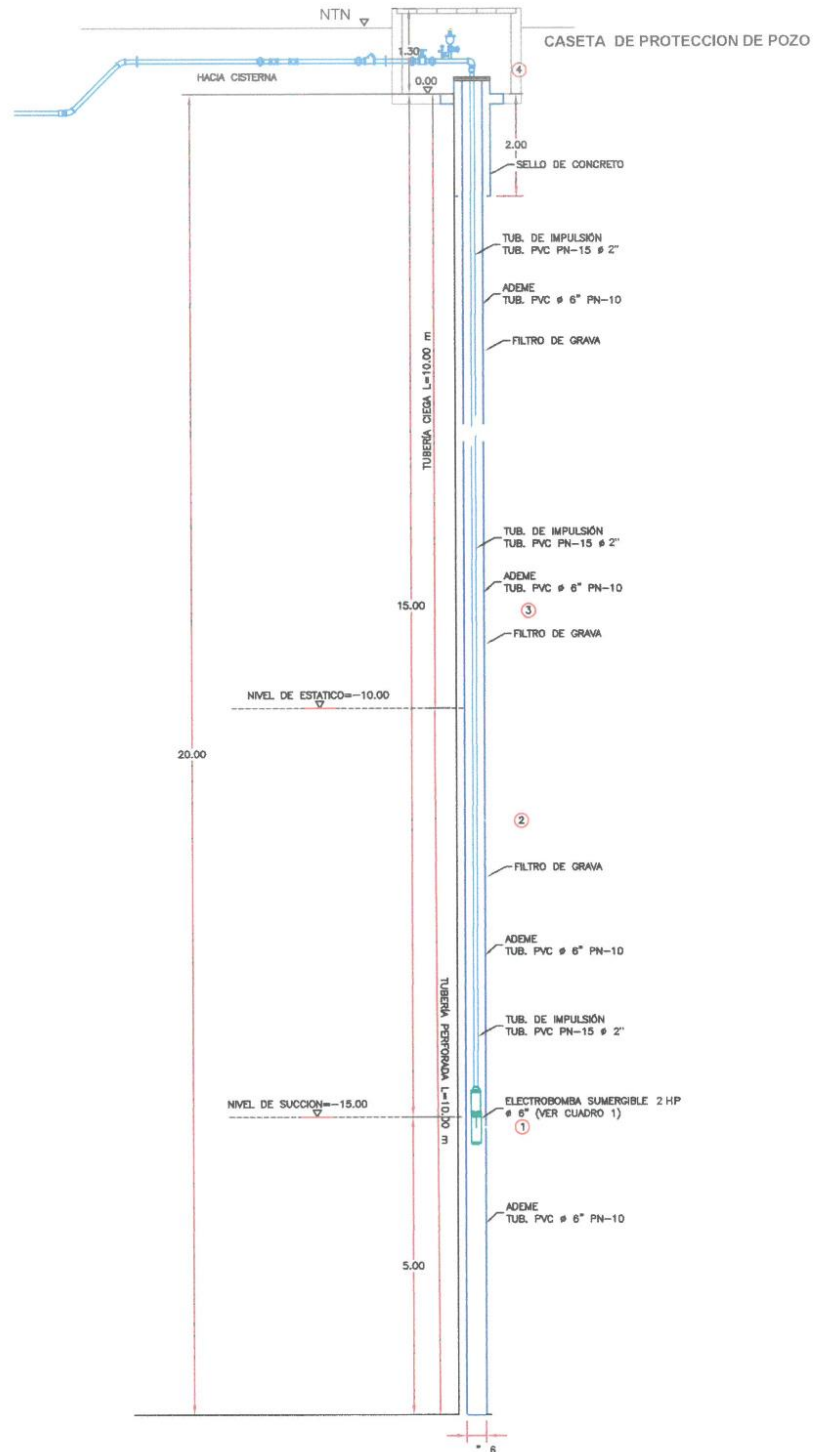 NTN
CASETA DE PROTECCION DE POZO
1.30
HACIA CISTERNA
0.00
4
2.00
SELLO DE CONCRETO
TUB. DE IMPULSIÓN
TUB. PVC PN-15 ø 2"
ADEME
TUB. PVC ø 6" PN-10
FILTRO DE GRAVA
TUBERÍA CIEGA L=10.00 m
TUB. DE IMPULSIÓN
TUB. PVC PN-15 ø 2"
ADEME
TUB. PVC ø 6" PN-10
15.00
3
FILTRO DE GRAVA
NIVEL DE ESTATICO=-10.00
20.00
2
FILTRO DE GRAVA
ADEME
TUB. PVC ø 6" PN-10
TUBERÍA PERFORADA L=10.00 m
TUB. DE IMPULSIÓN
TUB. PVC PN-15 ø 2"
NIVEL DE SUCCION=-15.00
ELECTROBOMBA SUMERGIBLE 2 HP
ø 6" (VER CUADRO 1)
1
ADEME
TUB. PVC ø 6" PN-10
5.00
6